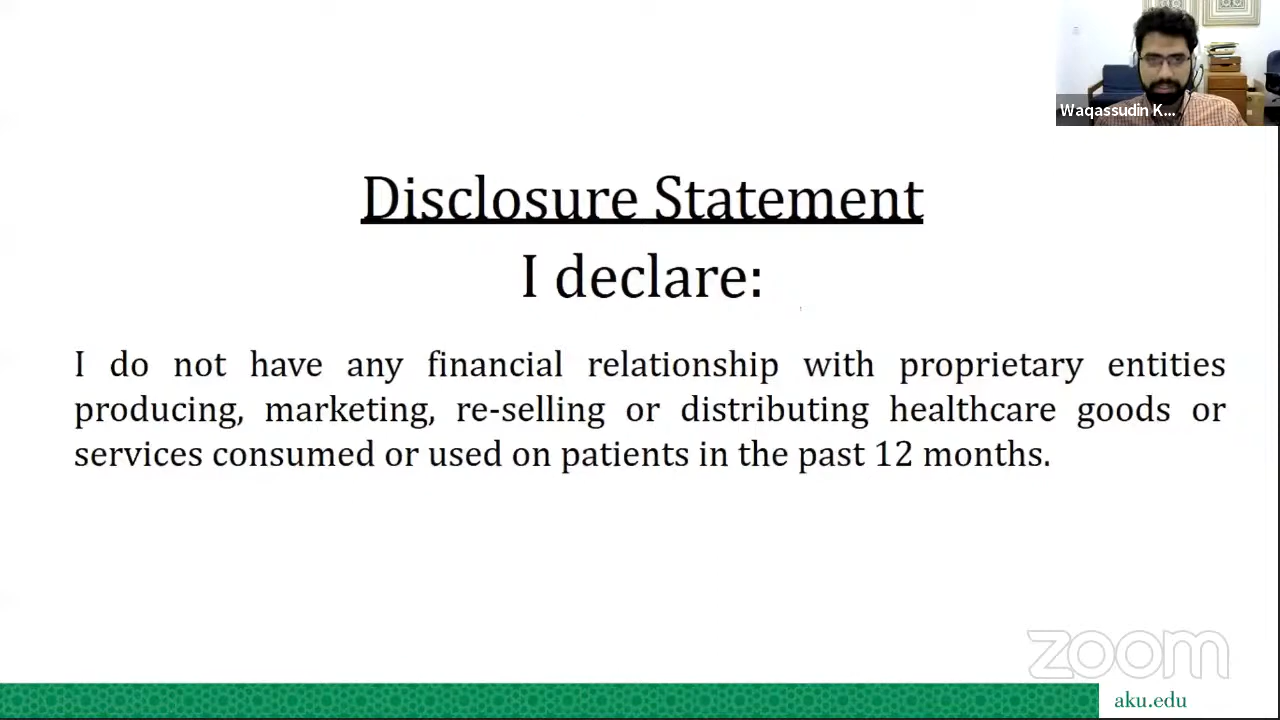 Waqassudin K...
Disclosure Statement
I declare:
I do not have any financial relationship with proprietary entities
producing, marketing, re-selling or distributing healthcare goods or
services consumed or used on patients in the past 12 months.
zoom
aku.edu